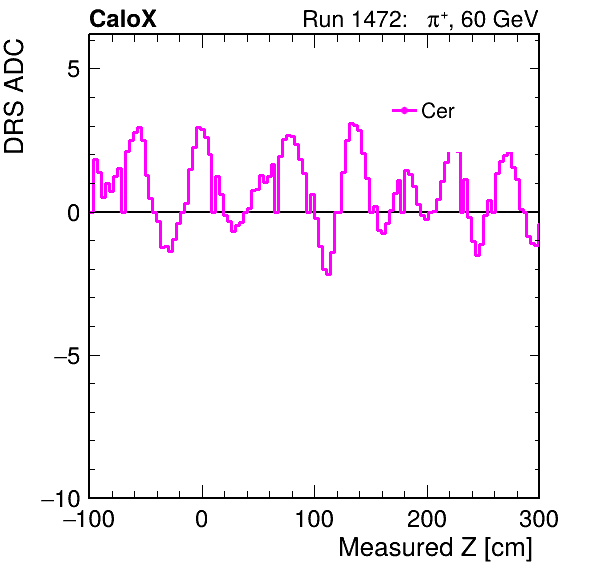 CaloX Run 1472: π⁺, 60 GeV
DRS ADC
5
Cer
0
−5
−10
−100 0 100 200 300
Measured Z [cm]